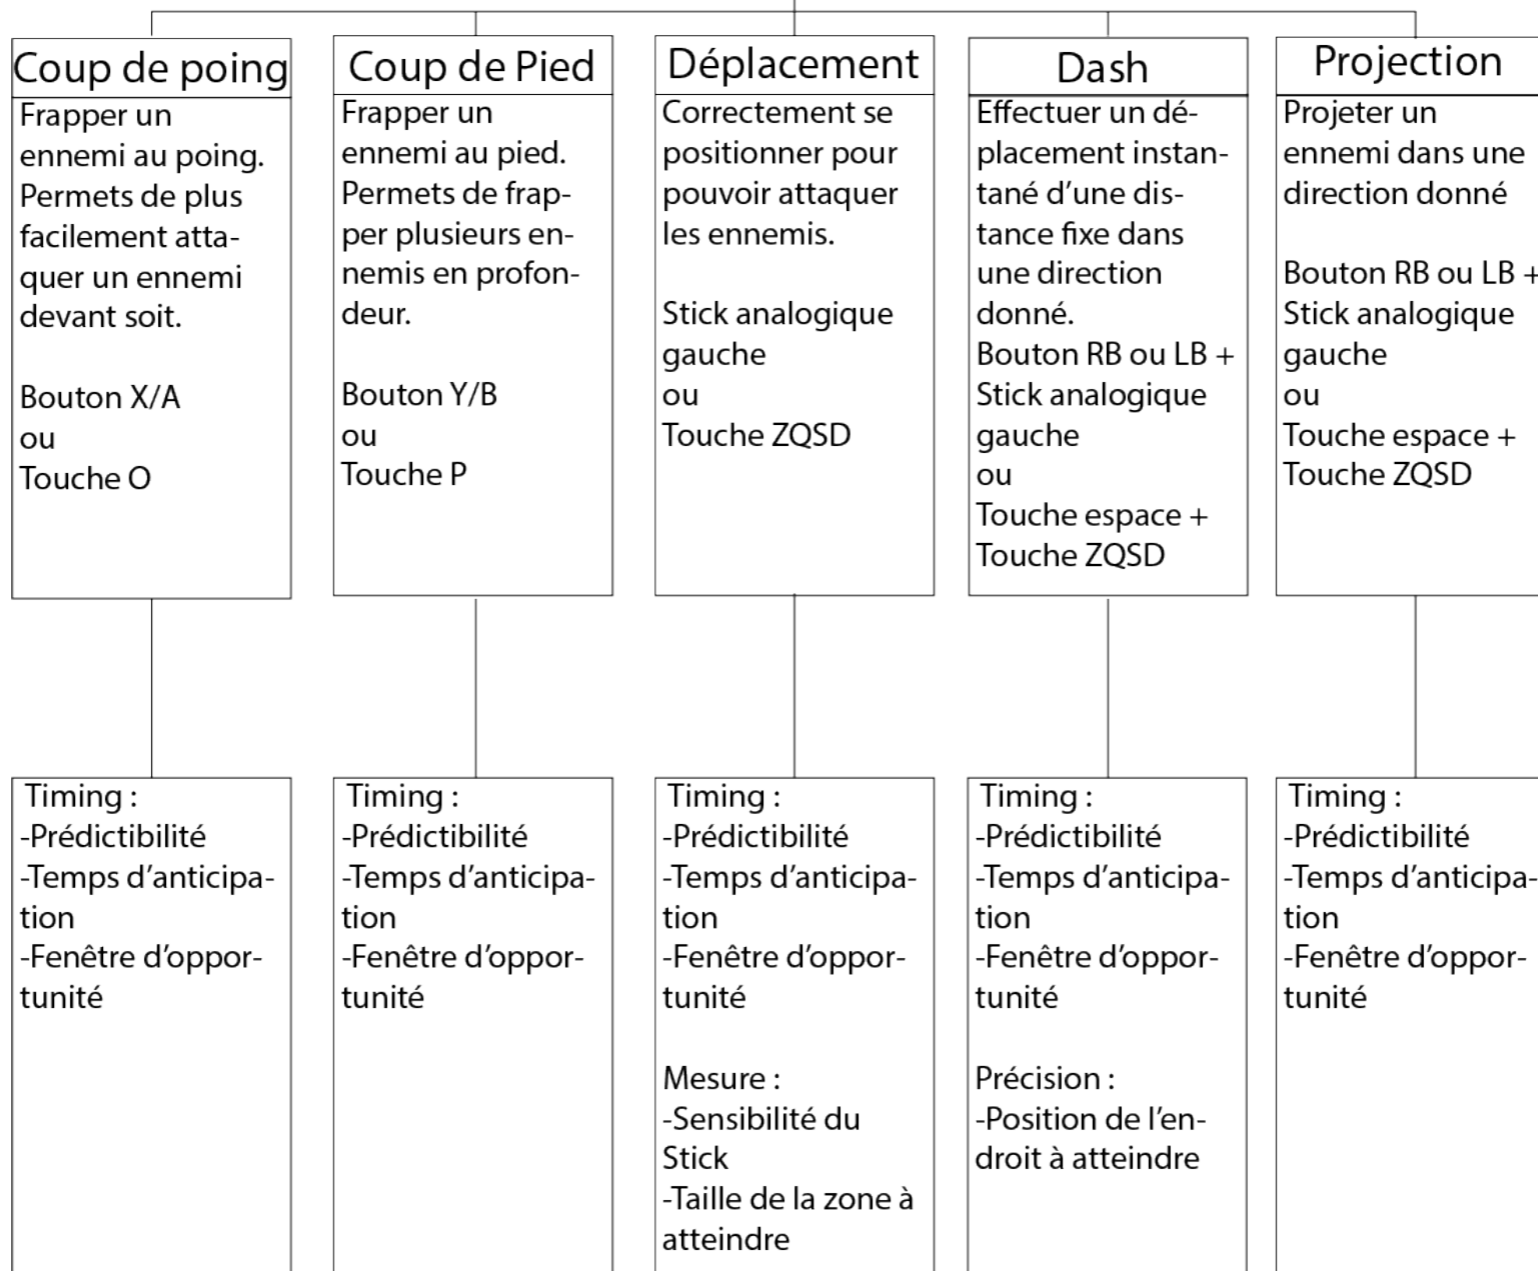 Coup de poing
Frapper un
ennemi au poing.
Permets de plus
facilement atta-
quer un ennemi
devant soit.
Bouton X/A
ou
Touche O
Coup de Pied
Frapper un
ennemi au pied.
Permets de frap-
per plusieurs en-
nemis en profon-
deur.
Bouton Y/B
ou
Touche P
Déplacement
Correctement se
positionner pour
pouvoir attaquer
les ennemis.
Stick analogique
gauche
ou
Touche ZQSD
Dash
Effectuer un dé-
placement instan-
tané d’une dis-
tance fixe dans
une direction
donné.
Bouton RB ou LB +
Stick analogique
gauche
ou
Touche espace +
Touche ZQSD
Projection
Projeter un
ennemi dans une
direction donné
Bouton RB ou LB +
Stick analogique
gauche
ou
Touche espace +
Touche ZQSD
Timing :
-Prédictibilité
-Temps d’anticipa-
tion
-Fenêtre d’oppor-
tunité
Timing :
-Prédictibilité
-Temps d’anticipa-
tion
-Fenêtre d’oppor-
tunité
Timing :
-Prédictibilité
-Temps d’anticipa-
tion
-Fenêtre d’oppor-
tunité
Mesure :
-Sensibilité du
Stick
-Taille de la zone à
atteindre
Timing :
-Prédictibilité
-Temps d’anticipa-
tion
-Fenêtre d’oppor-
tunité
Précision :
-Position de l’en-
droit à atteindre
Timing :
-Prédictibilité
-Temps d’anticipa-
tion
-Fenêtre d’oppor-
tunité